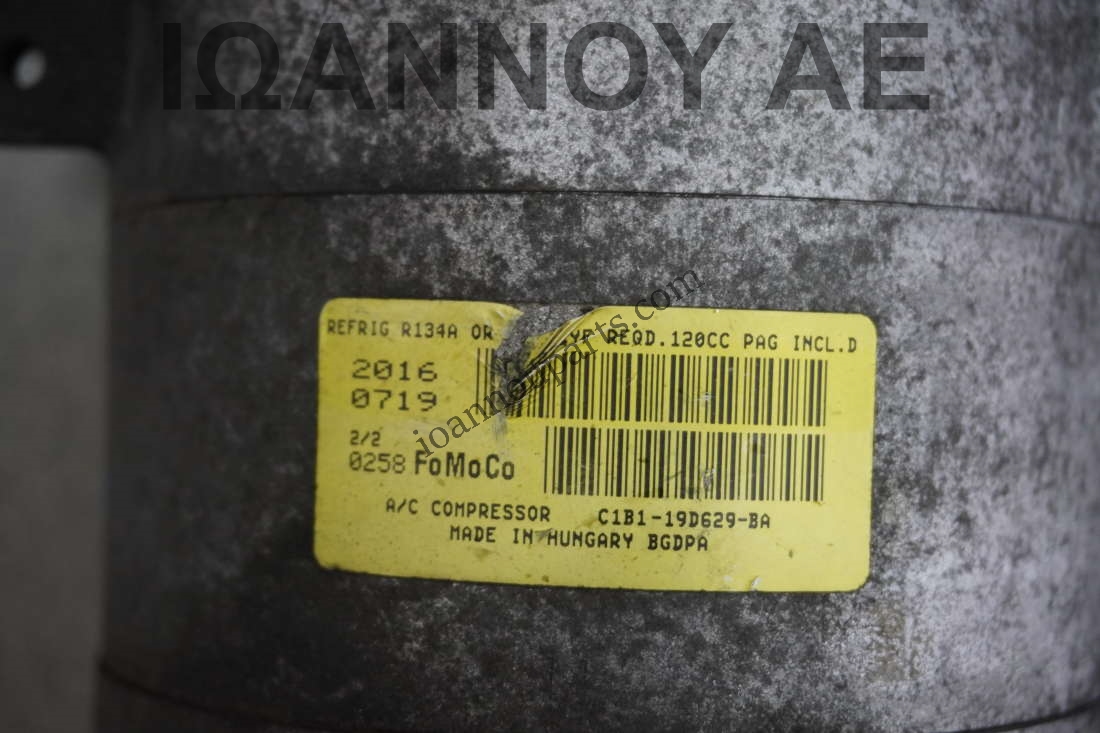 ΙΩΑΝΝΟΥ ΑΕ
ioannouparts.com
REFRIG R134A OR YP REQD.120CC PAG INCL.D
2016
0719
2/2
0258 FoMoCo
A/C COMPRESSOR C1B1-19D629-BA
MADE IN HUNGARY BGDPA